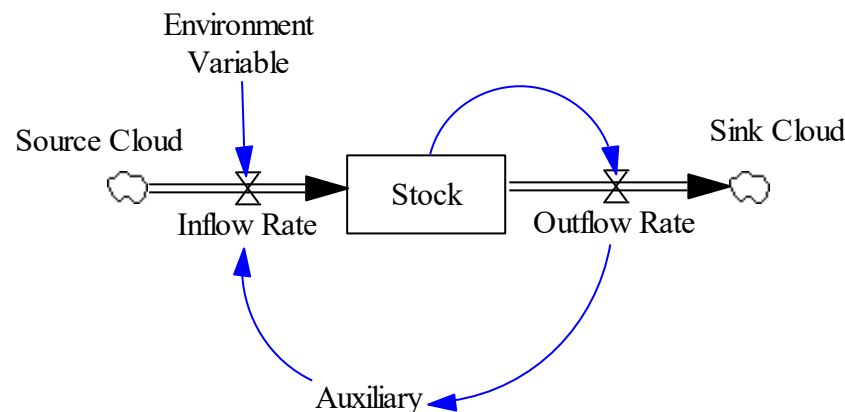 Environment
Variable
Source Cloud
Sink Cloud
Stock
Inflow Rate
Outflow Rate
Auxiliary